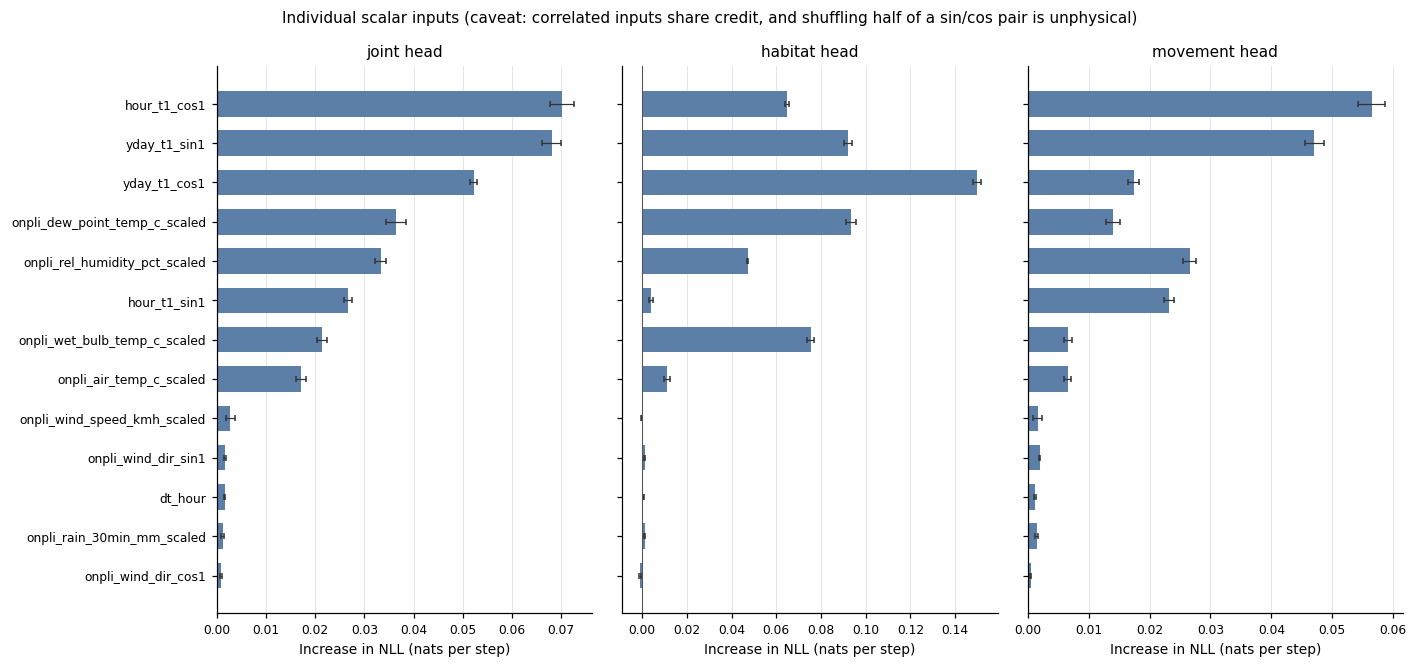 Individual scalar inputs (caveat: correlated inputs share credit, and shuffling half of a sin/cos pair is unphysical)
joint head
habitat head
movement head
hour_t1_cos1
yday_t1_sin1
yday_t1_cos1
onpli_dew_point_temp_c_scaled
onpli_rel_humidity_pct_scaled
hour_t1_sin1
onpli_wet_bulb_temp_c_scaled
onpli_air_temp_c_scaled
onpli_wind_speed_kmh_scaled
onpli_wind_dir_sin1
dt_hour
onpli_rain_30min_mm_scaled
onpli_wind_dir_cos1
0.00 0.01 0.02 0.03 0.04 0.05 0.06 0.07
0.00 0.02 0.04 0.06 0.08 0.10 0.12 0.14
0.00 0.01 0.02 0.03 0.04 0.05 0.06
Increase in NLL (nats per step)
Increase in NLL (nats per step)
Increase in NLL (nats per step)